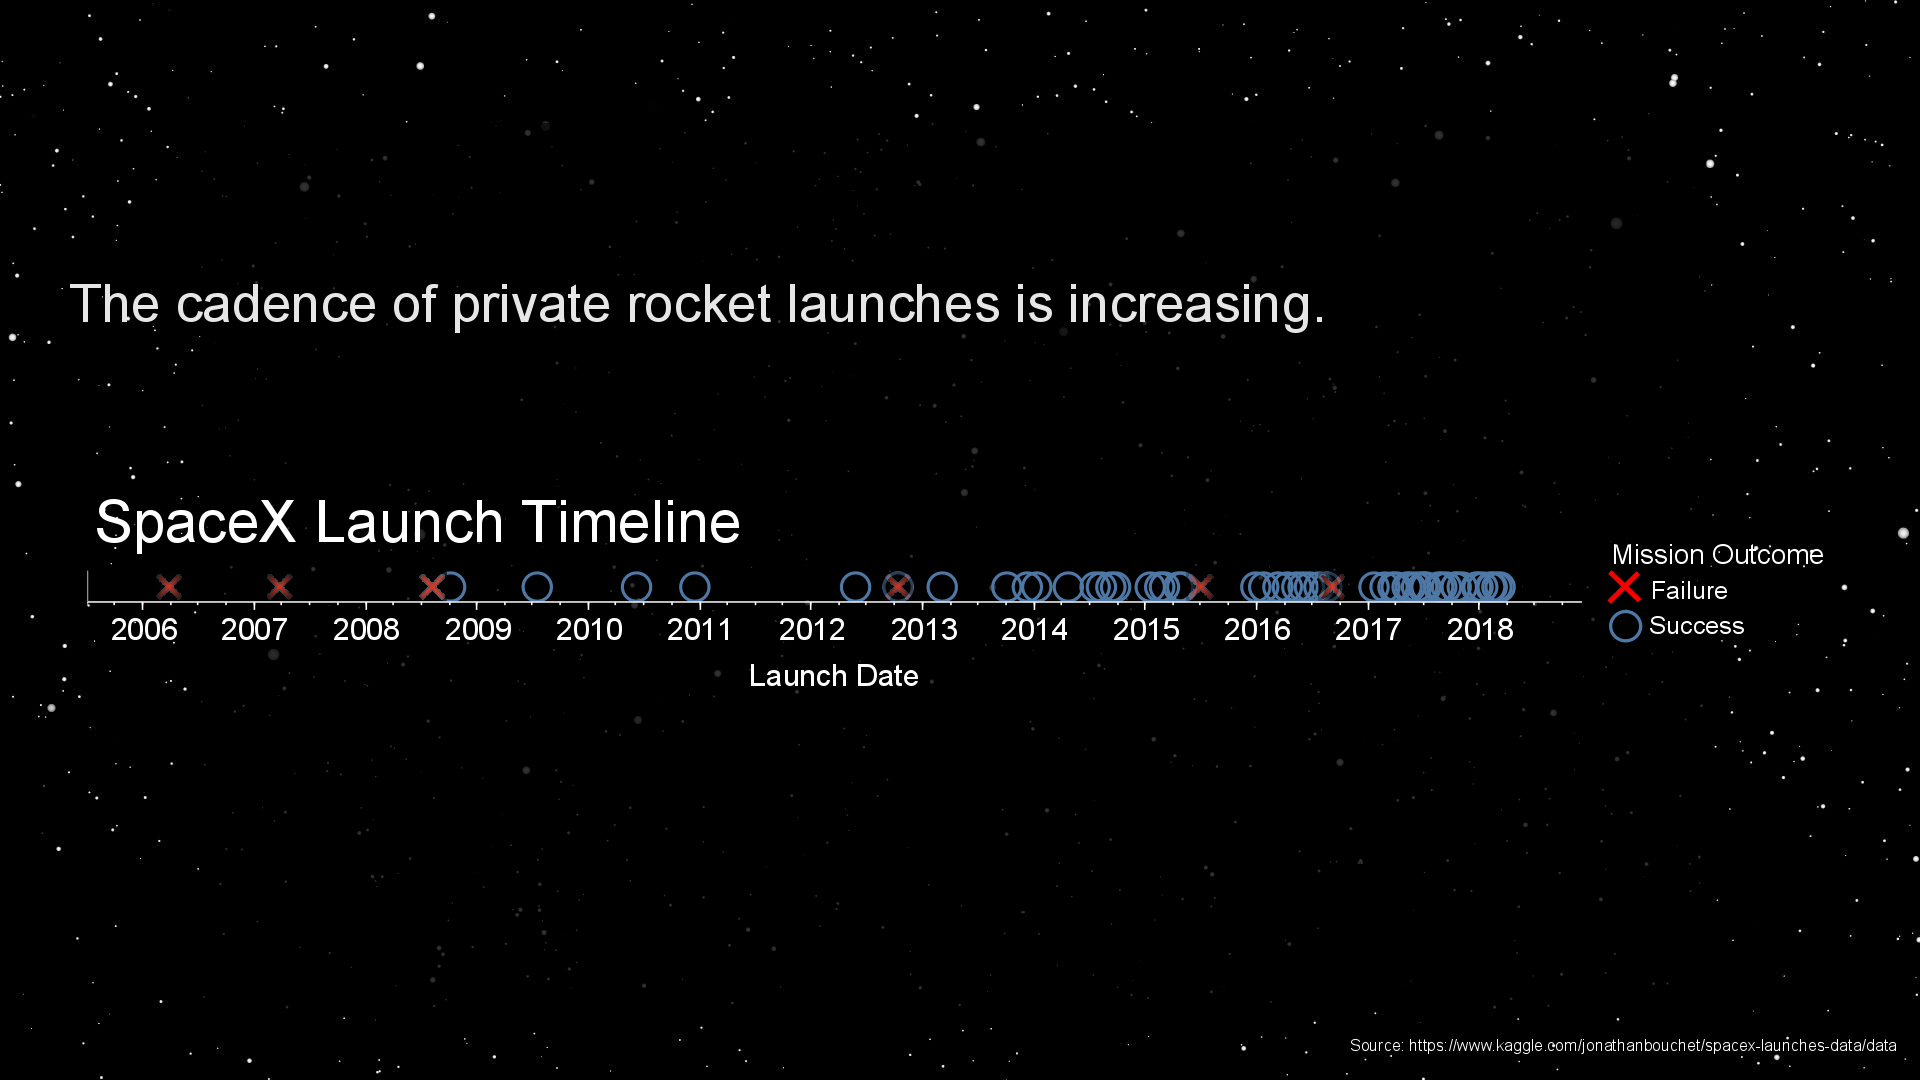 The cadence of private rocket launches is increasing.
SpaceX Launch Timeline
Mission Outcome
Failure
Success
2006 2007 2008 2009 2010 2011 2012 2013 2014 2015 2016 2017 2018
Launch Date
Source: https://www.kaggle.com/jonathanbouchet/spacex-launches-data/data